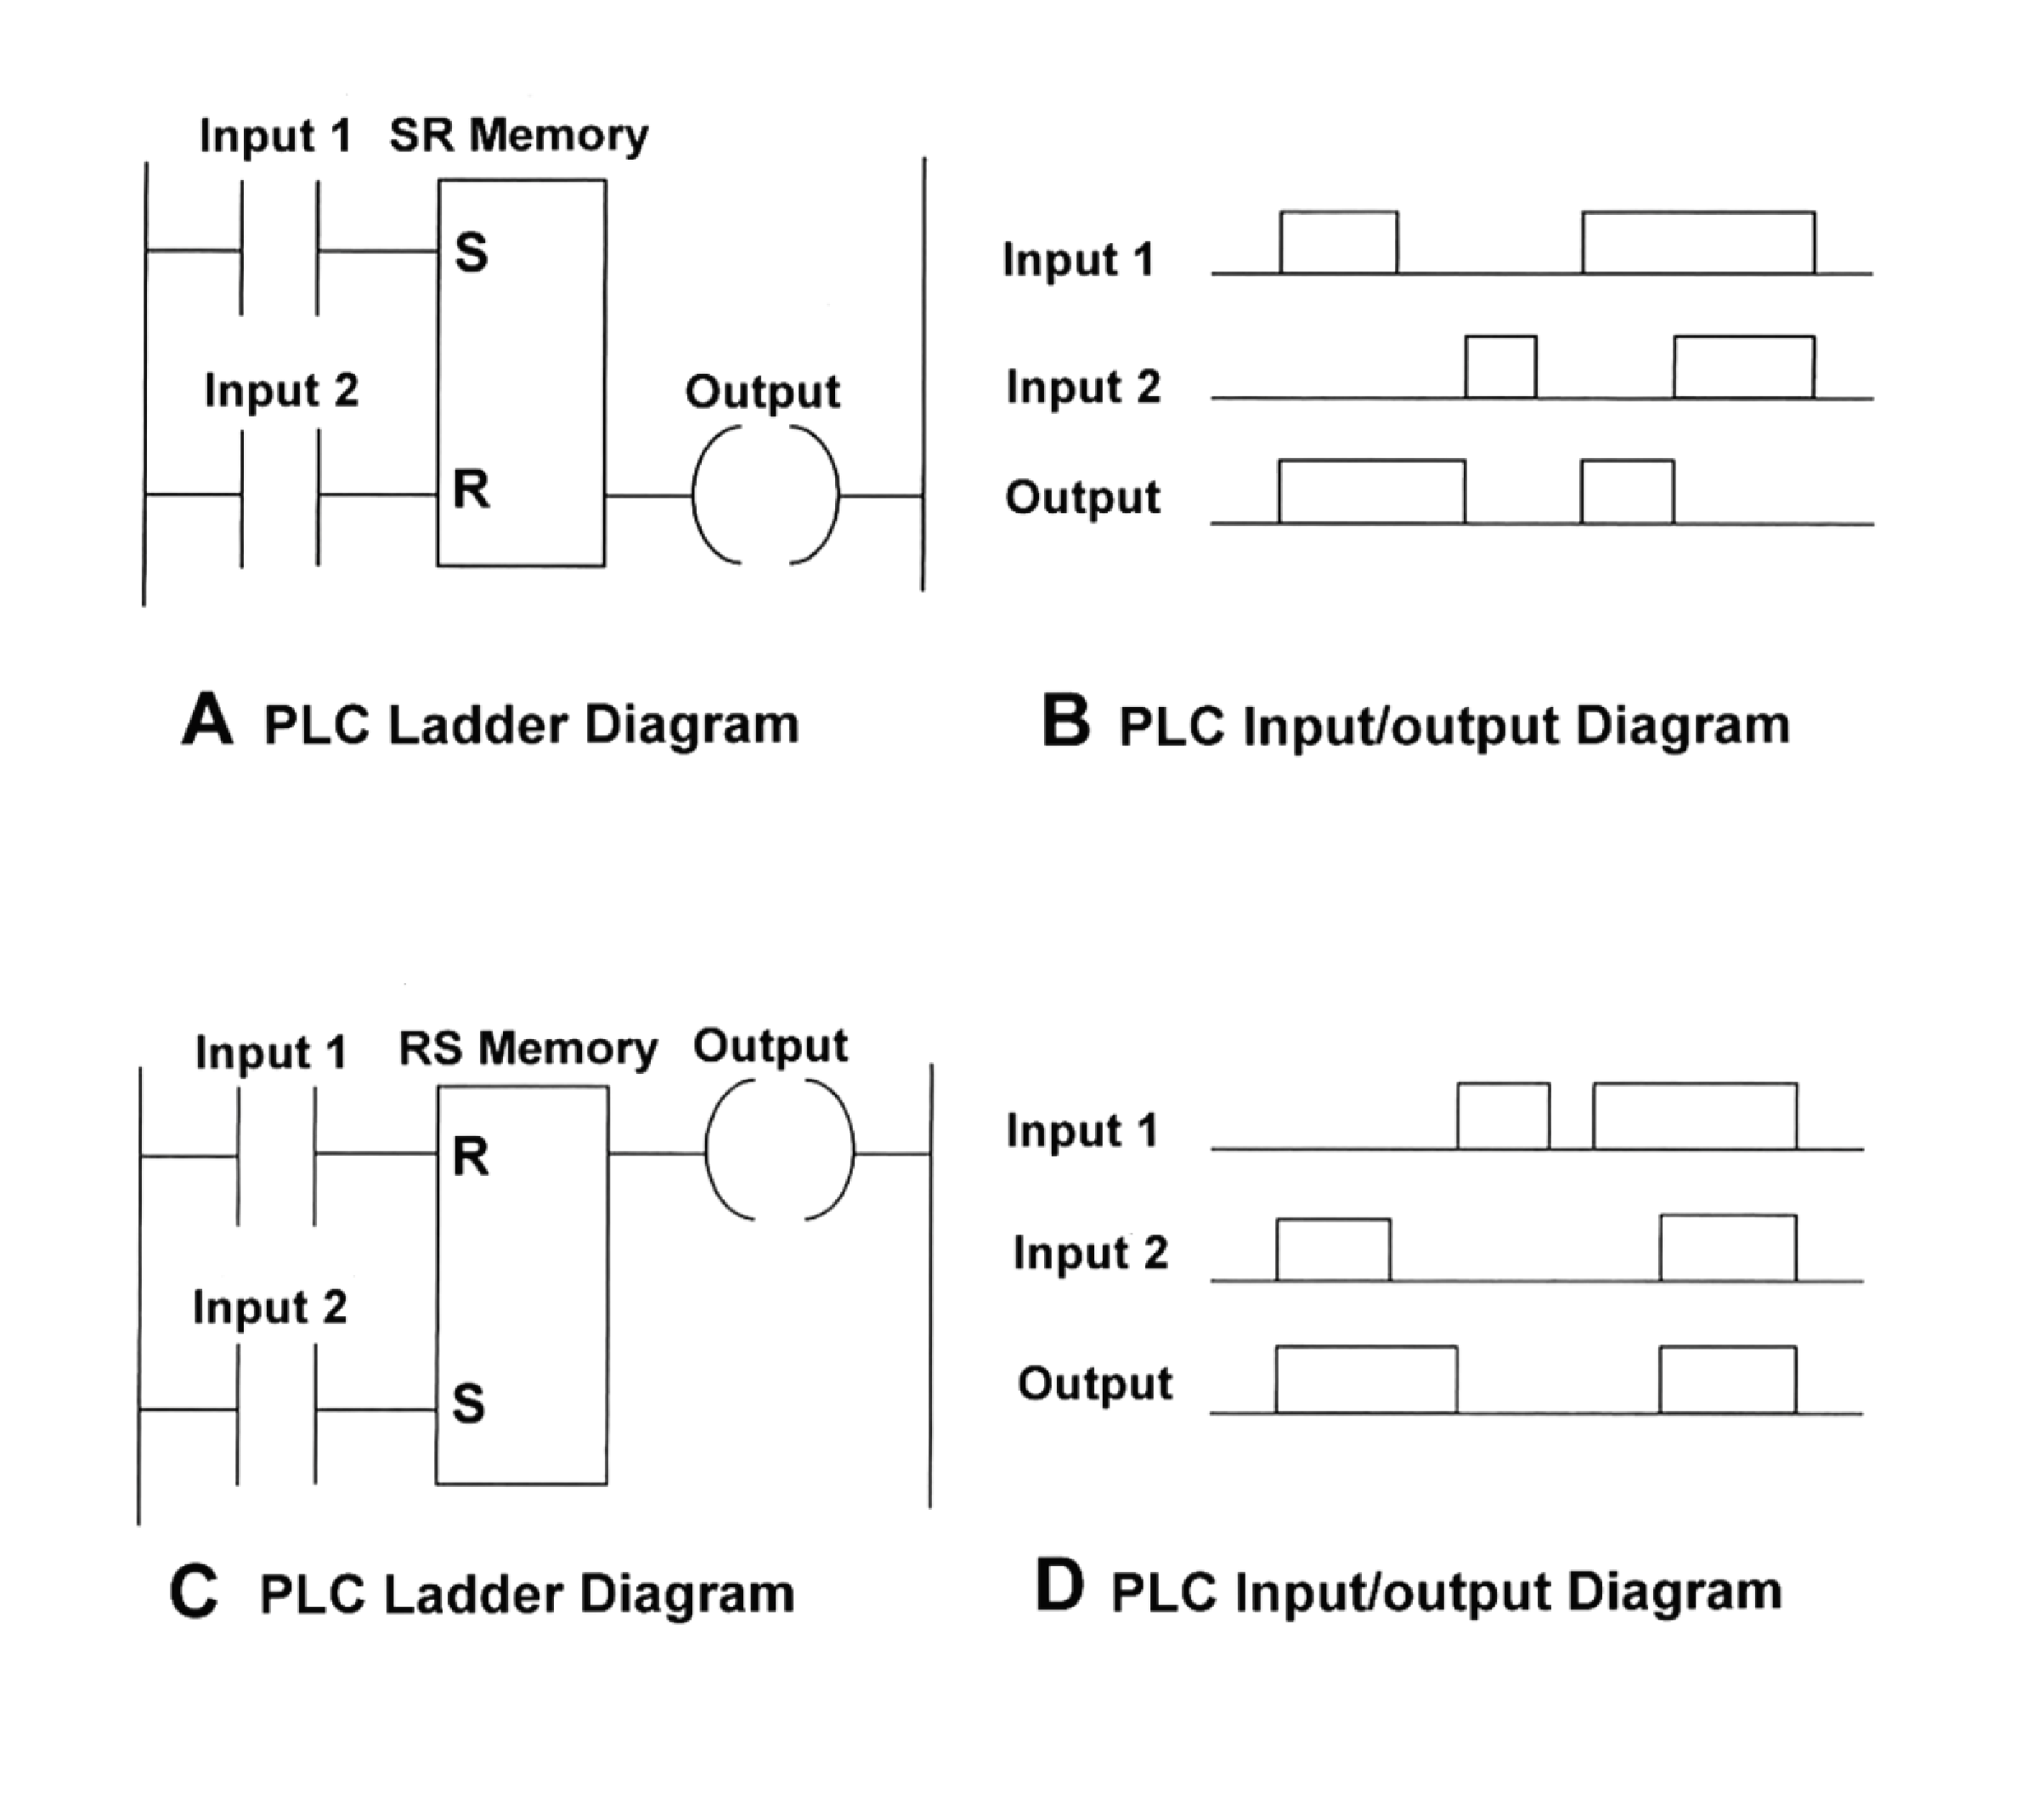 Input 1 SR Memory
S
Input 2
Output
R
Input 1
Input 2
Output
A PLC Ladder Diagram
B PLC Input/output Diagram
Input 1 RS Memory Output
R
Input 2
S
Input 1
Input 2
Output
C PLC Ladder Diagram
D PLC Input/output Diagram